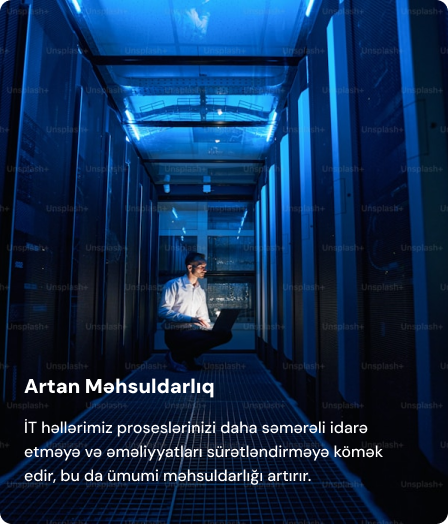 Artan Məhsuldarlıq
İT həllərimiz proseslərinizi daha səmərəli idarə
etməyə və əməliyyatları sürətləndirməyə kömək
edir, bu da ümumi məhsuldarlığı artırır.